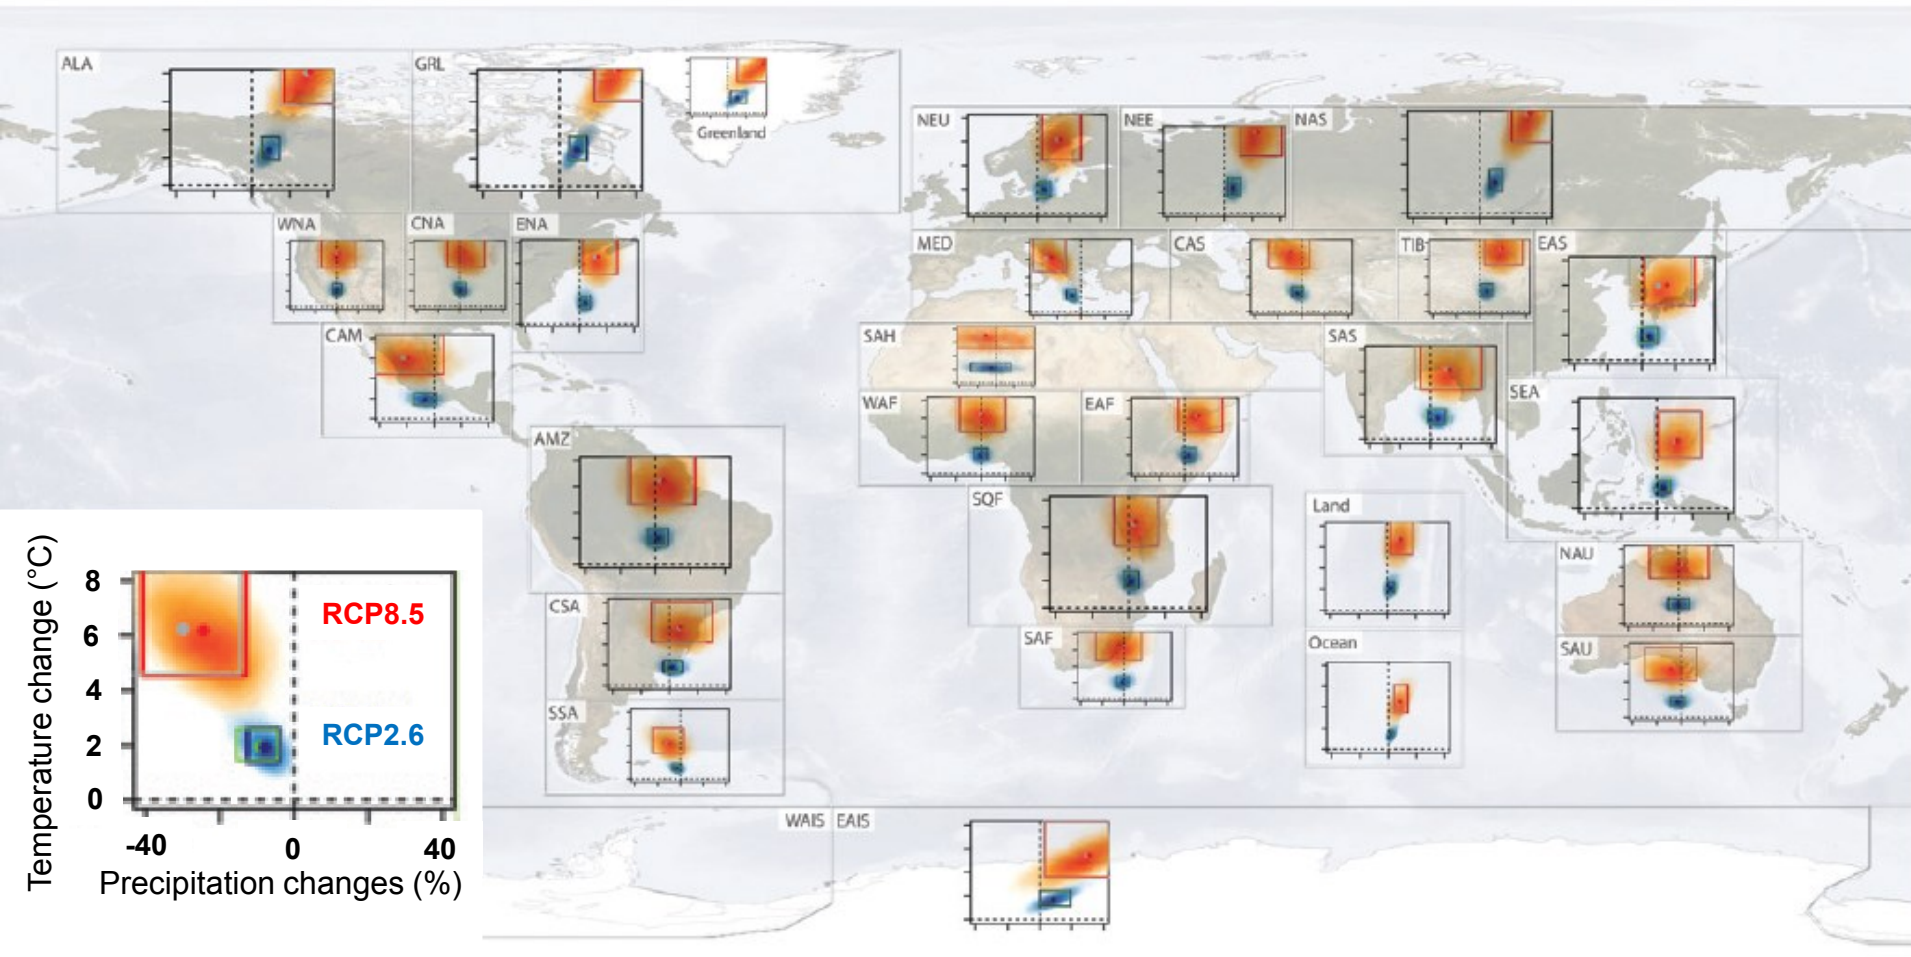 ALA
GRL
Greenland
NEU
NEE
NAS
WNA
CNA
ENA
MED
CAS
TIB
EAS
CAM
SAH
SAS
WAF
EAF
SEA
AMZ
SQF
Land
NAU
CSA
SAF
Ocean
SAU
SSA
WAIS
EAIS
Temperature change (°C)
8
6
4
2
0
RCP8.5
RCP2.6
-40
0
40
Precipitation changes (%)